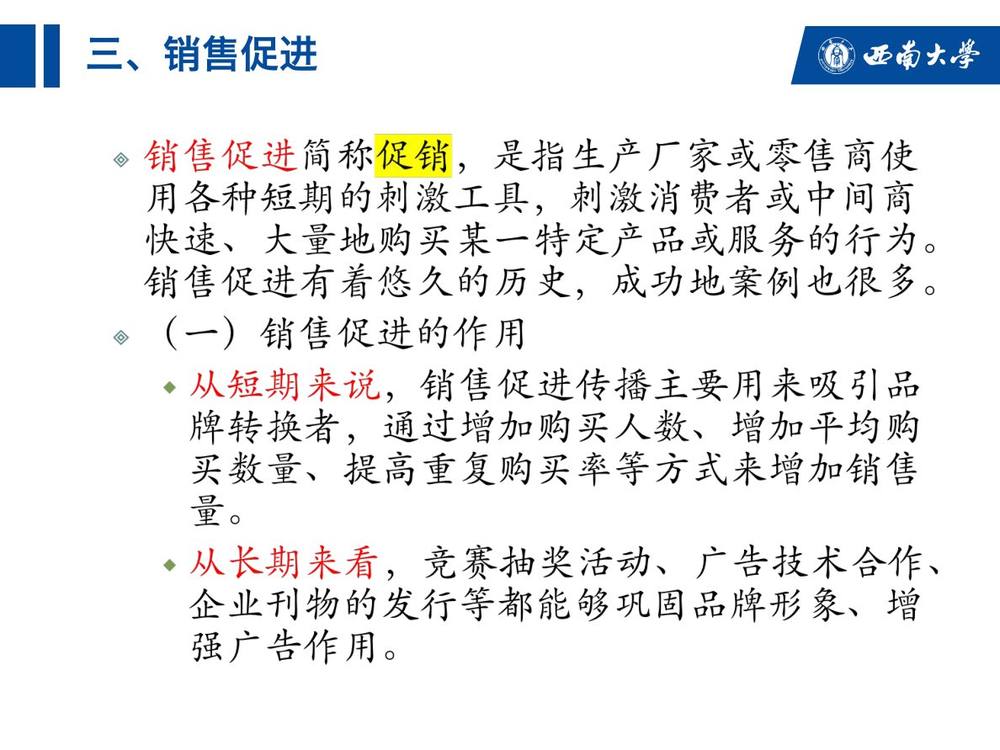 三、销售促进
西南大学
销售促进简称促销，是指生产厂家或零售商使
用各种短期的刺激工具，刺激消费者或中间商
快速、大量地购买某一特定产品或服务的行为。
销售促进有着悠久的历史，成功地案例也很多。
（一）销售促进的作用
从短期来说，销售促进传播主要用来吸引品
牌转换者，通过增加购买人数、增加平均购
买数量、提高重复购买率等方式来增加销售
量。
从长期来看，竞赛抽奖活动、广告技术合作、
企业刊物的发行等都能够巩固品牌形象、增
强广告作用。